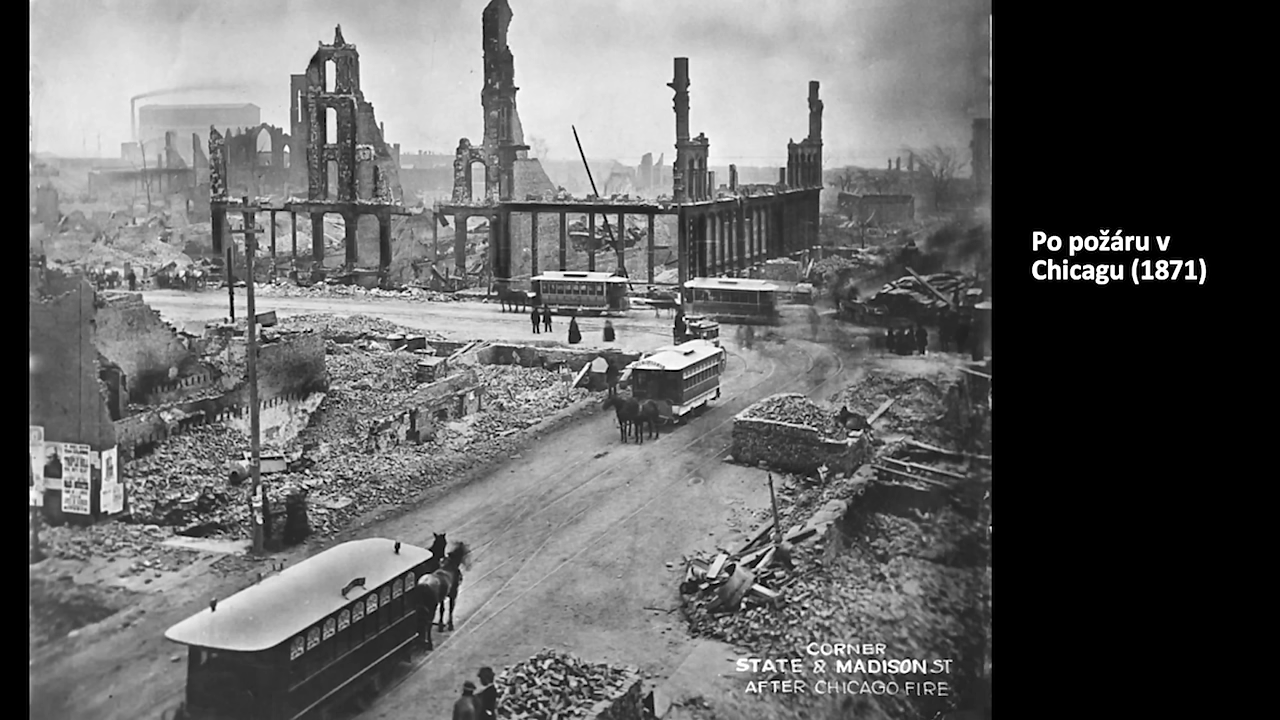 Po požáru v
Chicagu (1871)
CORNER
STATE & MADISON ST
AFTER CHICAGO FIRE